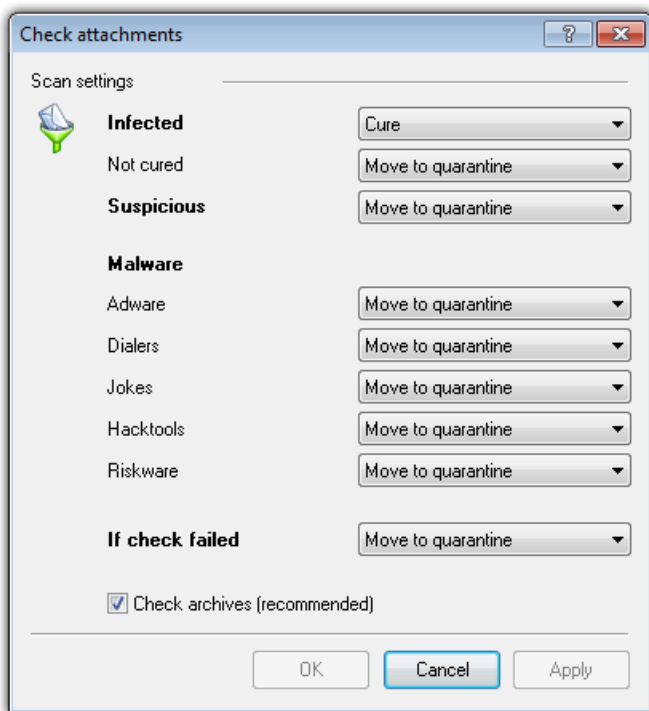 Check attachments
?
Scan settings
Infected Cure
Not cured Move to quarantine
Suspicious Move to quarantine
Malware
Adware Move to quarantine
Dialers Move to quarantine
Jokes Move to quarantine
Hacktools Move to quarantine
Riskware Move to quarantine
If check failed Move to quarantine
Check archives (recommended)
OK Cancel Apply